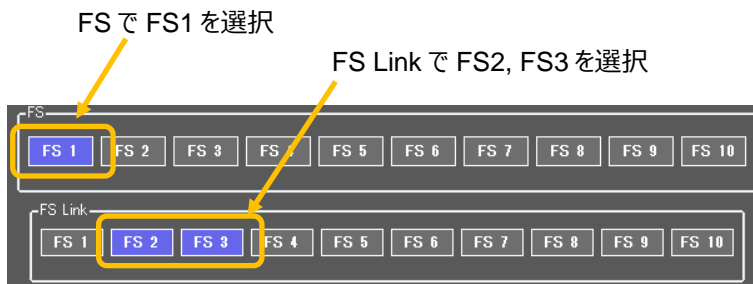 FS で FS1 を選択
FS Link で FS2, FS3 を選択
FS
FS 1 FS 2 FS 3 FS 4 FS 5 FS 6 FS 7 FS 8 FS 9 FS 10
FS Link
FS 1 FS 2 FS 3 FS 4 FS 5 FS 6 FS 7 FS 8 FS 9 FS 10